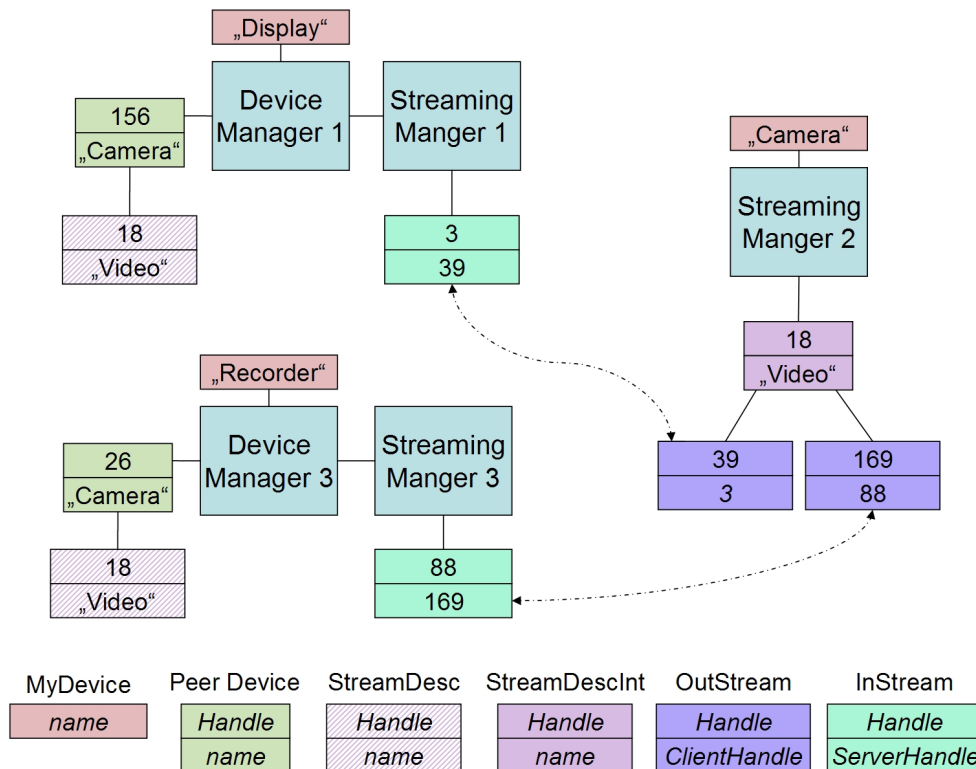 „Display“
Device
Manager 1
Streaming
Manger 1
156
„Camera“
18
„Video“
3
39
„Camera“
Streaming
Manger 2
18
„Video“
39
3
169
88
„Recorder“
Device
Manager 3
Streaming
Manger 3
26
„Camera“
18
„Video“
88
169
MyDevice
name
Peer Device
Handle
name
StreamDesc
Handle
name
StreamDescInt
Handle
name
OutStream
Handle
ClientHandle
InStream
Handle
ServerHandle